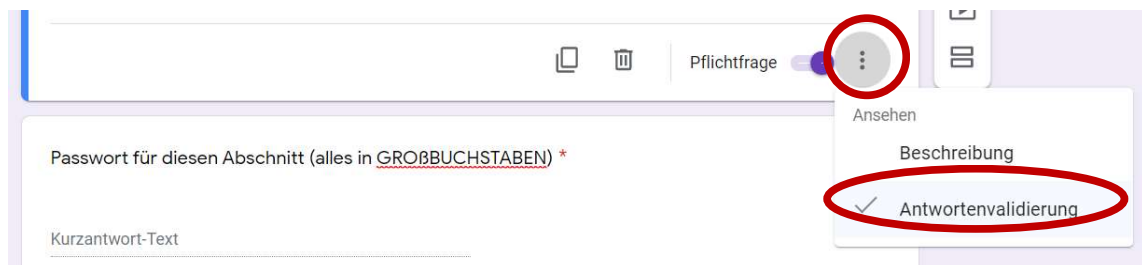 Pflichtfrage
Ansehen
Beschreibung
Antwortenvalidierung
Passwort für diesen Abschnitt (alles in GROßBUCHSTABEN) *
Kurzantwort-Text